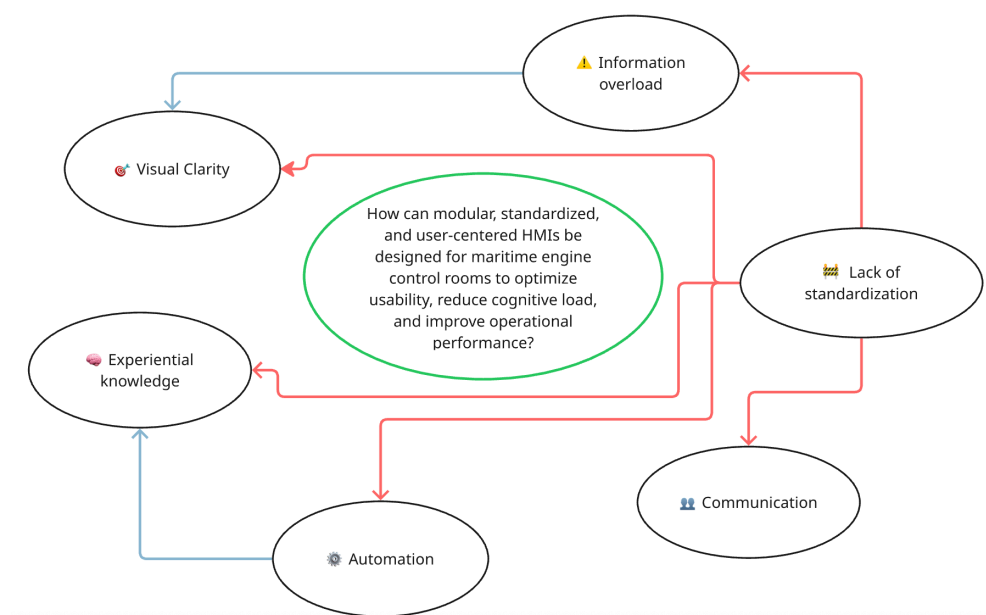 ⚠️ Information
overload
🎯 Visual Clarity
How can modular, standardized,
and user-centered HMIs be
designed for maritime engine
control rooms to optimize
usability, reduce cognitive load,
and improve operational
performance?
🚧 Lack of
standardization
🧠 Experiential
knowledge
👥 Communication
⚙️ Automation